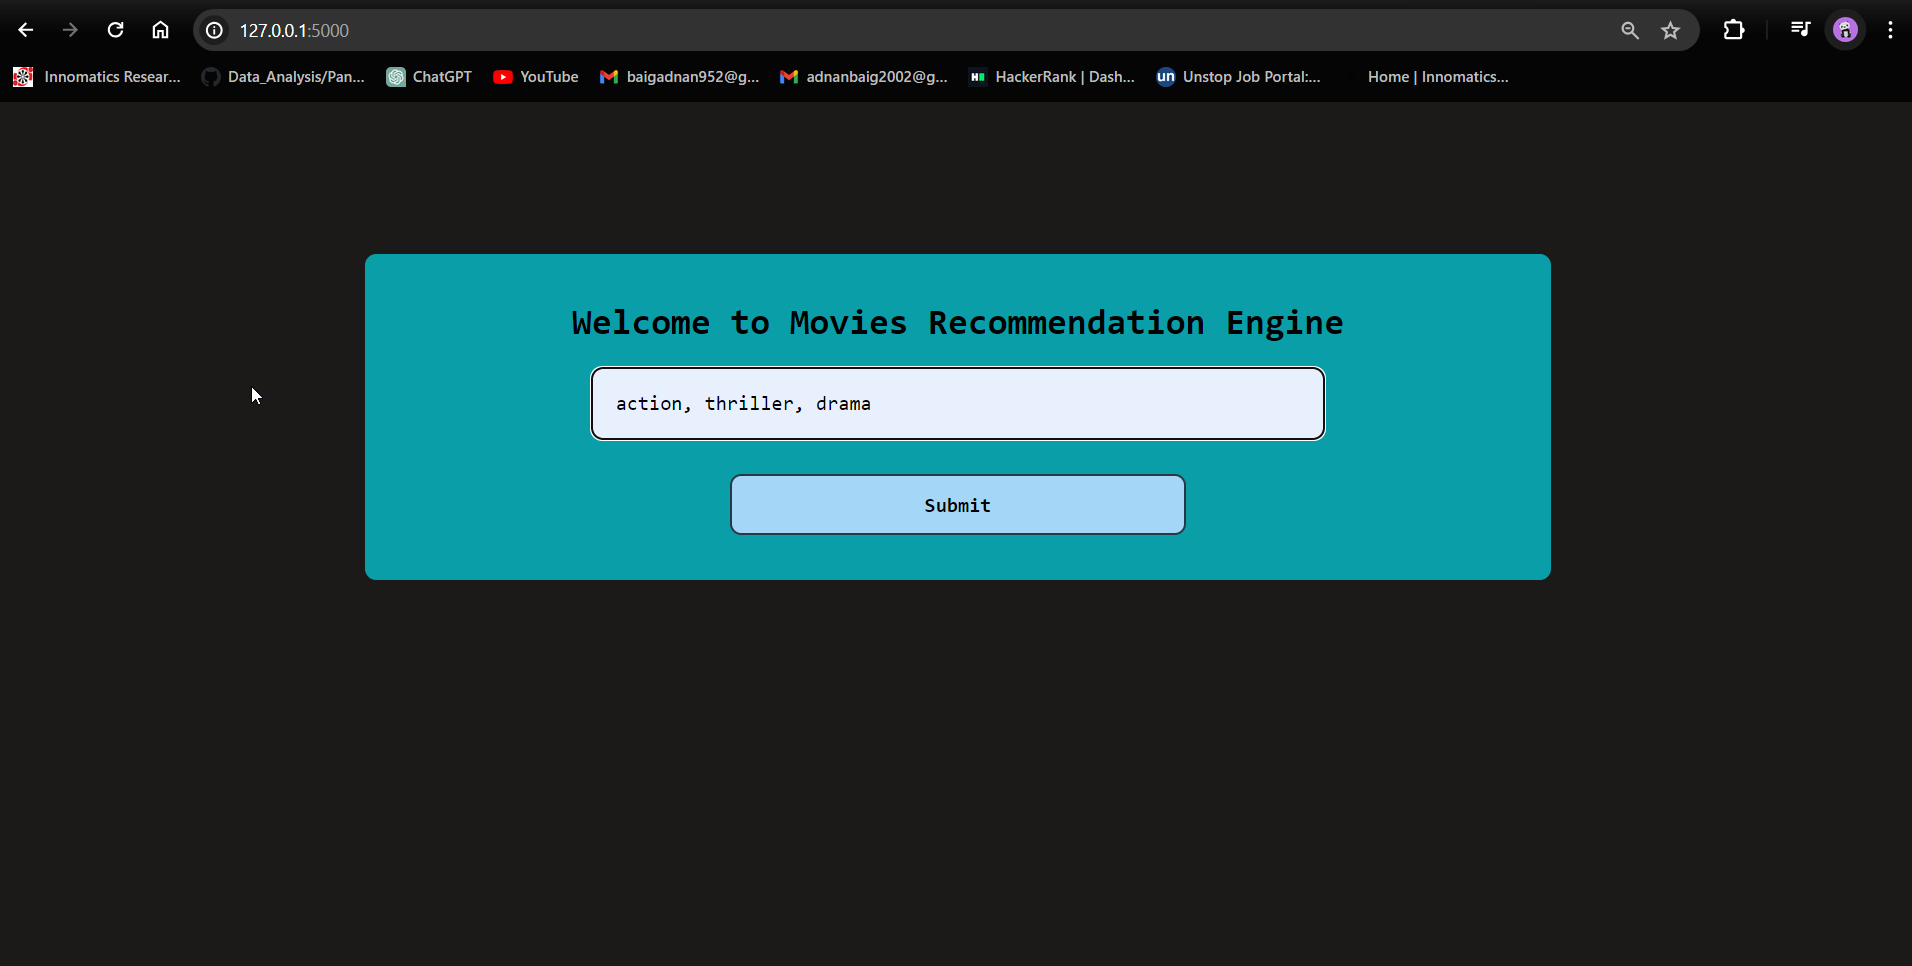 127.0.0.1:5000
Innomatics Resear... Data_Analysis/Pan... ChatGPT YouTube baigadnan952@g... adnanbaig2002@g... HackerRank | Dash... un Unstop Job Portal:... Home | Innomatics...
Welcome to Movies Recommendation Engine
action, thriller, drama
Submit